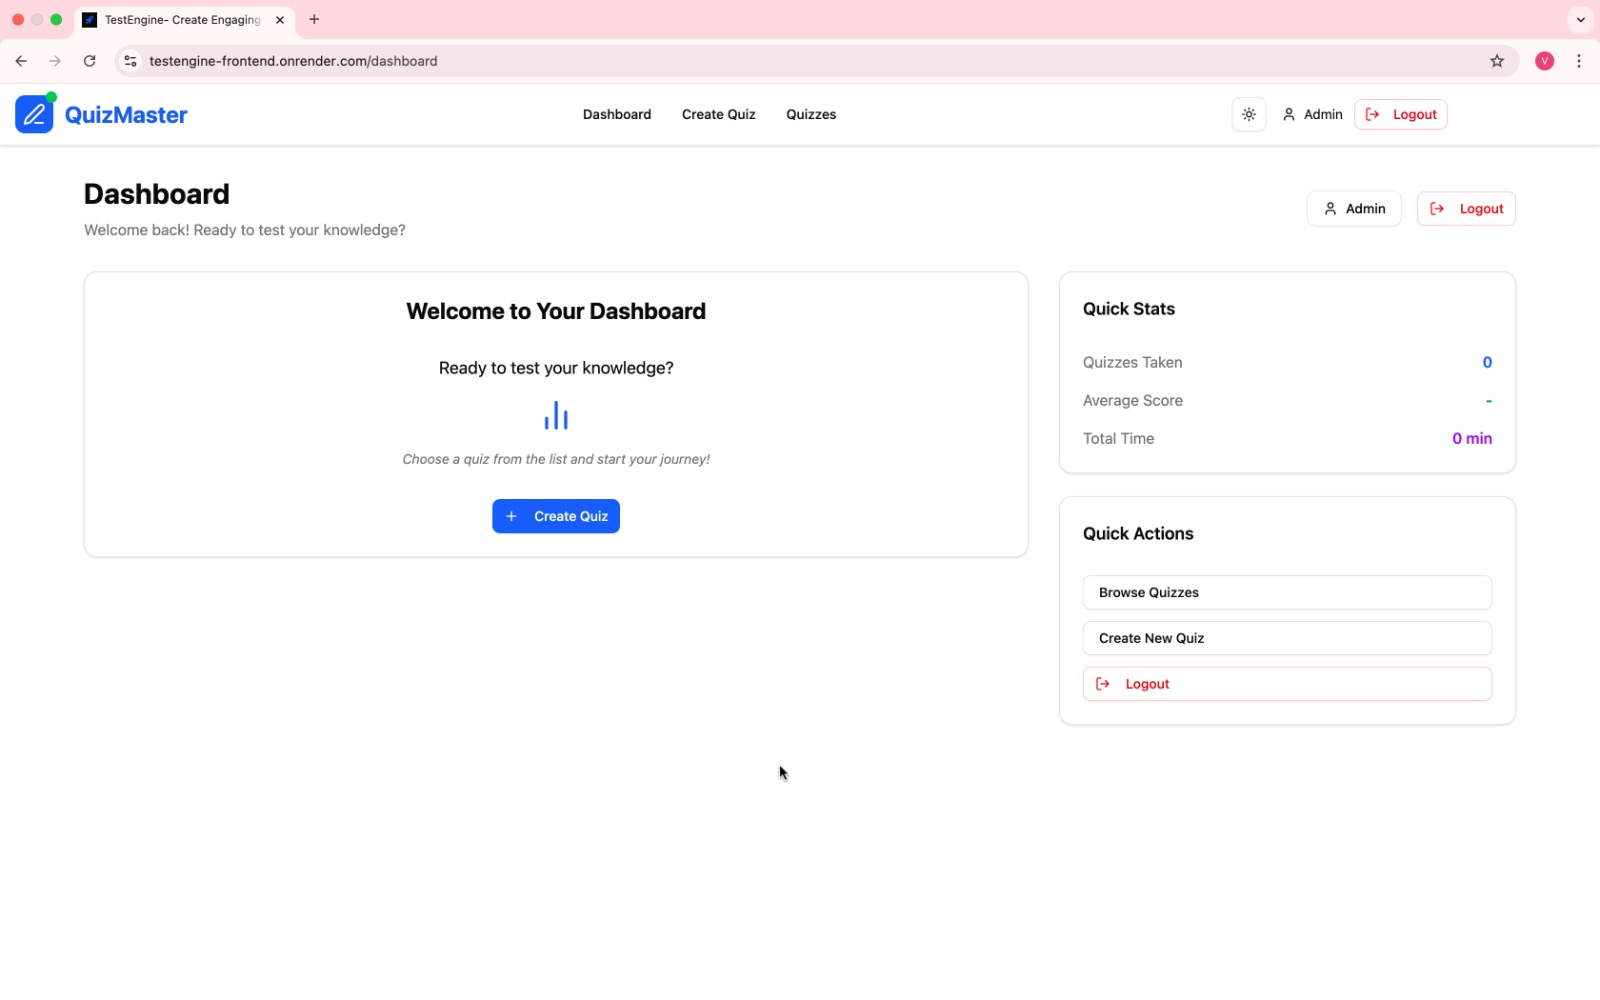 TestEngine- Create Engaging
testengine-frontend.onrender.com/dashboard
V
QuizMaster
Dashboard
Create Quiz
Quizzes
Admin
Logout
Dashboard
Welcome back! Ready to test your knowledge?
Admin
Logout
Welcome to Your Dashboard
Ready to test your knowledge?
Choose a quiz from the list and start your journey!
Create Quiz
Quick Stats
Quizzes Taken 0
Average Score -
Total Time 0 min
Quick Actions
Browse Quizzes
Create New Quiz
Logout